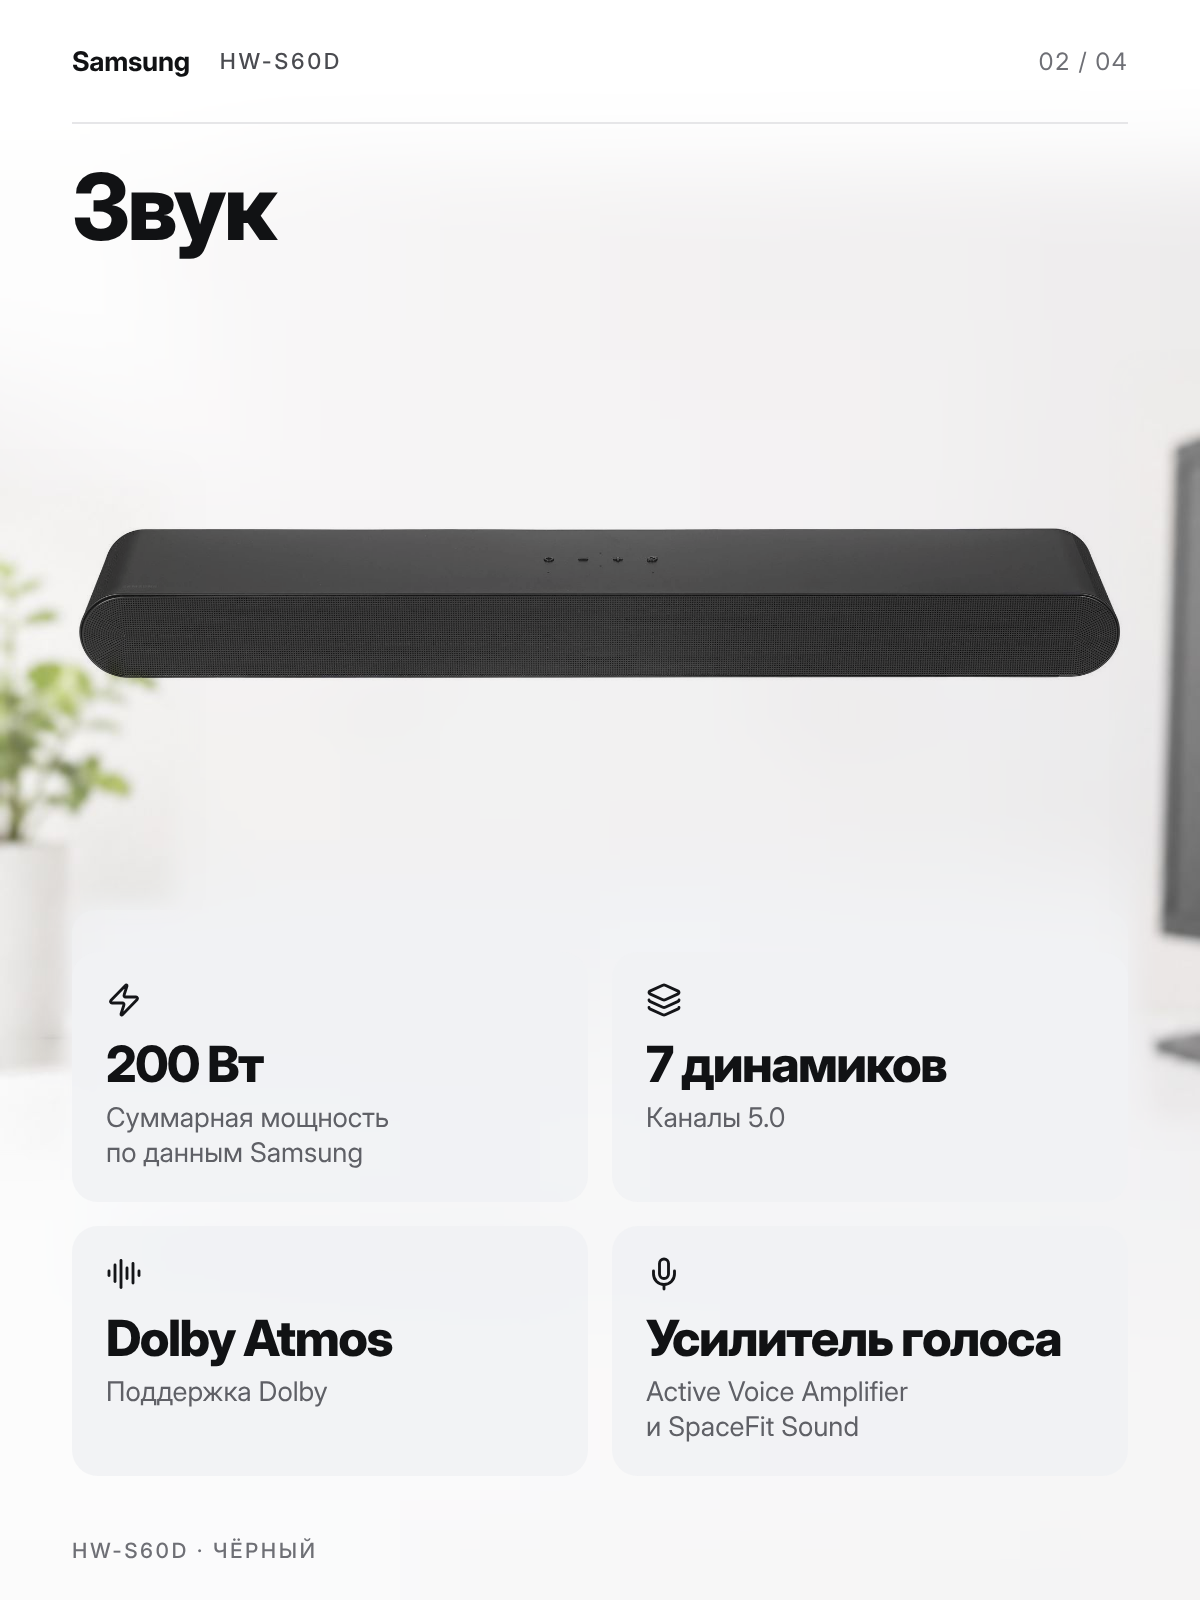 Samsung HW-S60D 02 / 04
Звук
200 Вт
Суммарная мощность
по данным Samsung
7 динамиков
Каналы 5.0
Dolby Atmos
Поддержка Dolby
Усилитель голоса
Active Voice Amplifier
и SpaceFit Sound
HW-S60D · ЧЁРНЫЙ